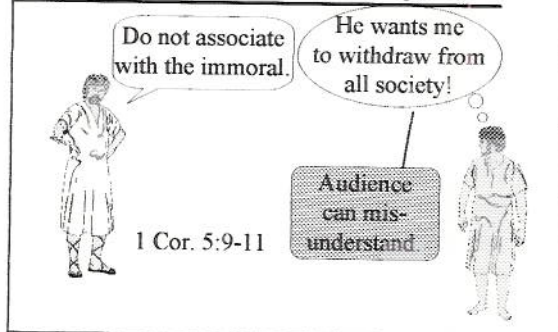 Do not associate
with the immoral.
He wants me
to withdraw from
all society!
Audience
can mis-
understand
1 Cor. 5:9-11